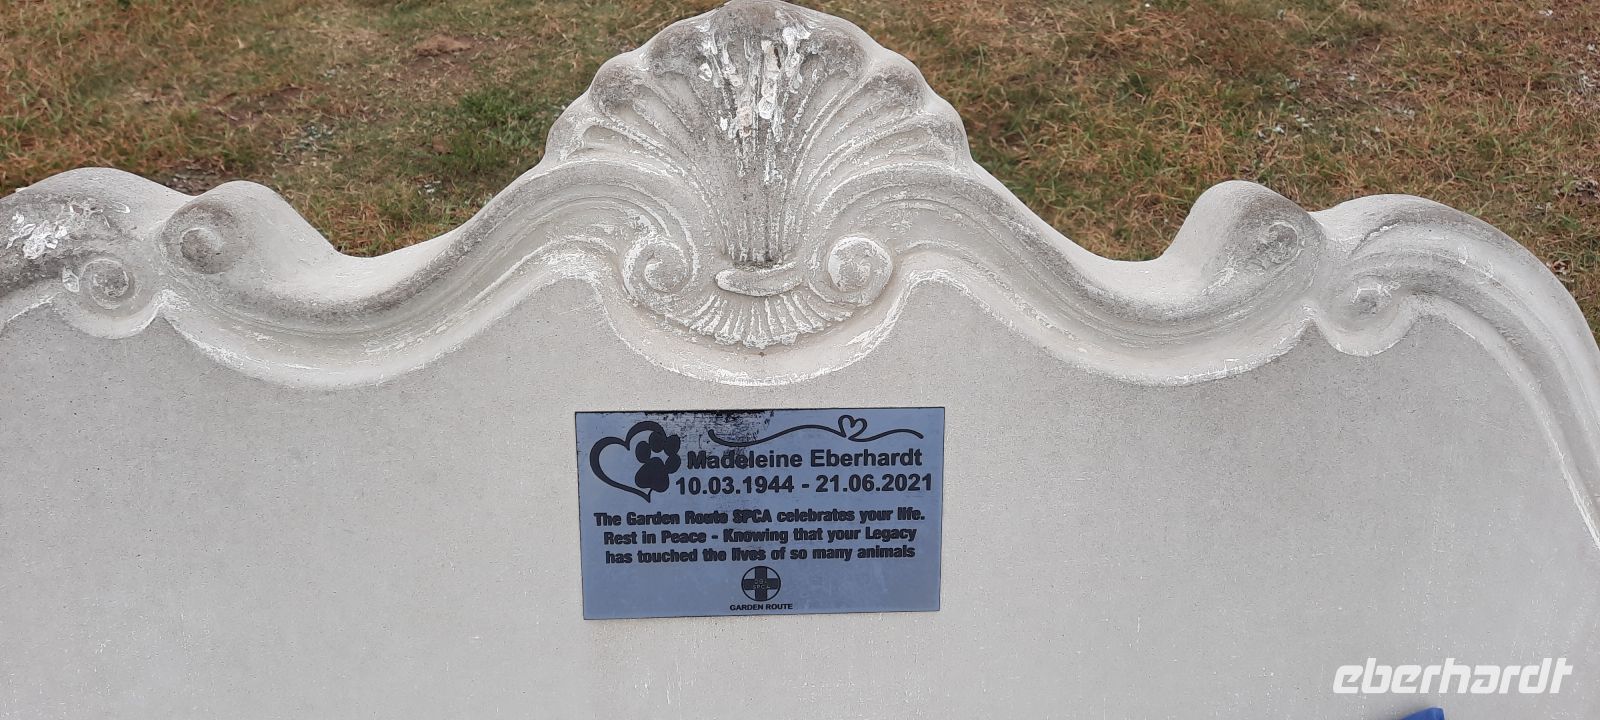 Madeleine Eberhardt
10.03.1944 - 21.06.2021
The Garden Route SPCA celebrates your life.
Rest in Peace - Knowing that your Legacy
has touched the lives of so many animals
SPCA
GARDEN ROUTE
eberhardt